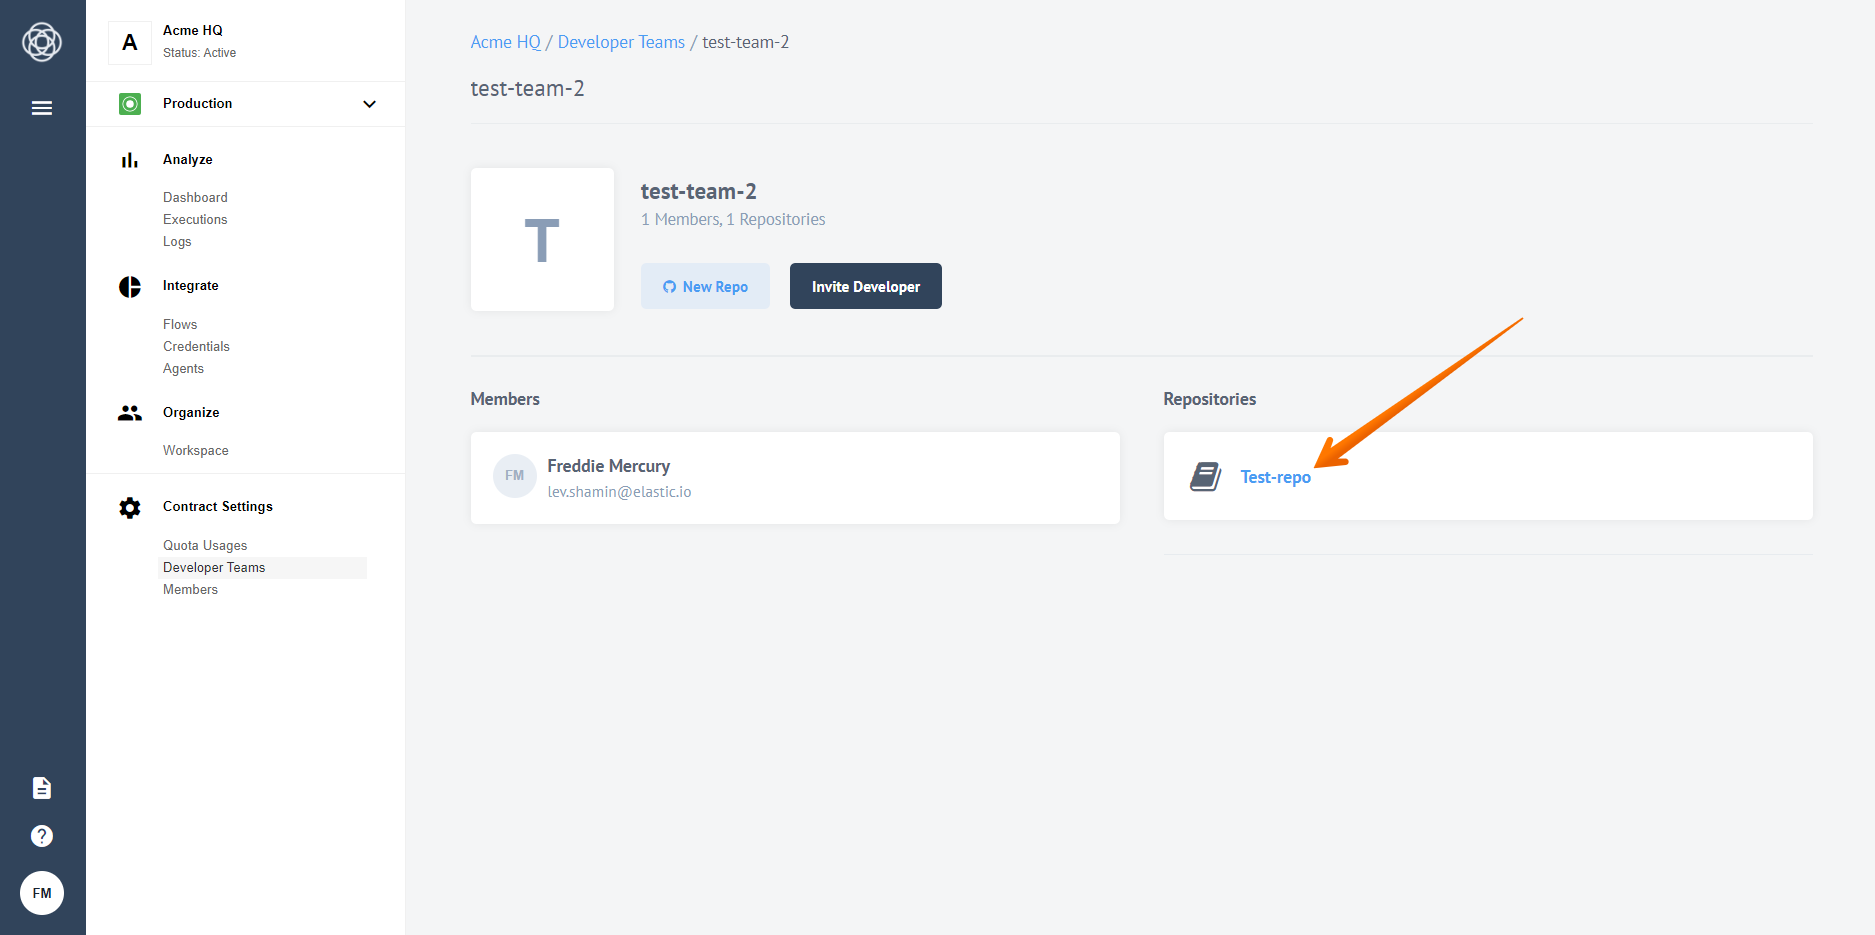 A
Acme HQ
Status: Active
Production
Analyze
Dashboard
Executions
Logs
Integrate
Flows
Credentials
Agents
Organize
Workspace
Contract Settings
Quota Usages
Developer Teams
Members
?
FM
Acme HQ / Developer Teams / test-team-2
test-team-2
T
test-team-2
1 Members, 1 Repositories
New Repo
Invite Developer
Members
FM
Freddie Mercury
lev.shamin@elastic.io
Repositories
Test-repo